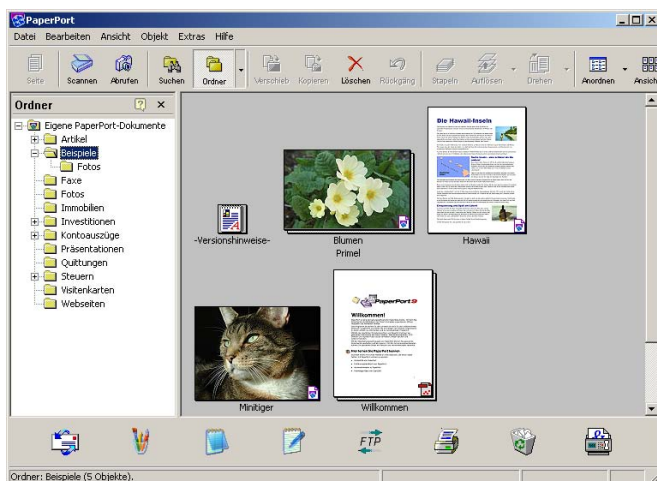 PaperPort
Datei Bearbeiten Ansicht Objekt Extras Hilfe
Seite Scannen Abrufen Suchen Ordner Verschieb Kopieren Löschen Rückgäng Stapeln Auflösen Drehen Anordnen Ansich
Ordner
Eigene PaperPort-Dokumente
Artikel
Beispiele
Fotos
Faxe
Fotos
Immobilien
Investitionen
Kontoauszüge
Präsentationen
Quittungen
Steuern
Visitenkarten
Webseiten
Die Hawaii-Inseln
-Versionshinweise-
Blumen
Primel
Hawaii
PaperPort 9
Willkommen!
Minitiger
Willkommen
FTP
Ordner: Beispiele (5 Objekte).